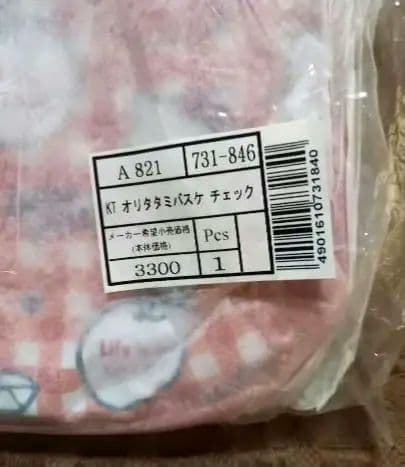 A 821 731-846
KT オリタタミバスケ チェック
メーカー希望小売価格 Pcs
(本体価格)
3300 1
4901610731840
Life